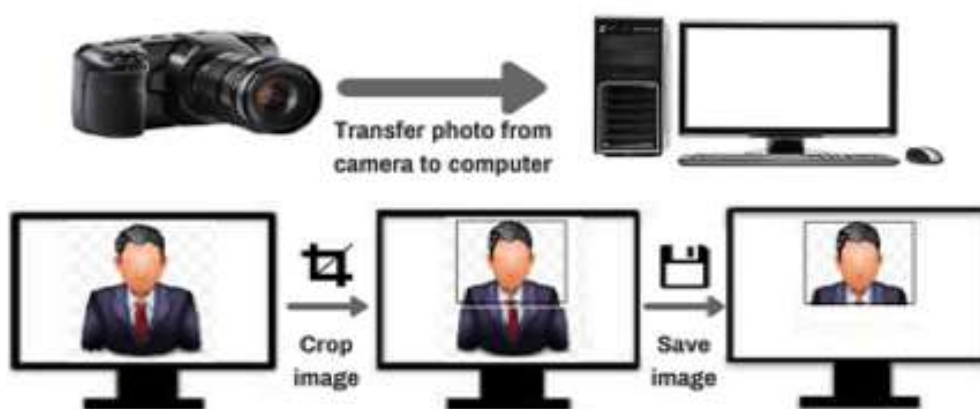 Transfer photo from
camera to computer
Crop
image
Save
image